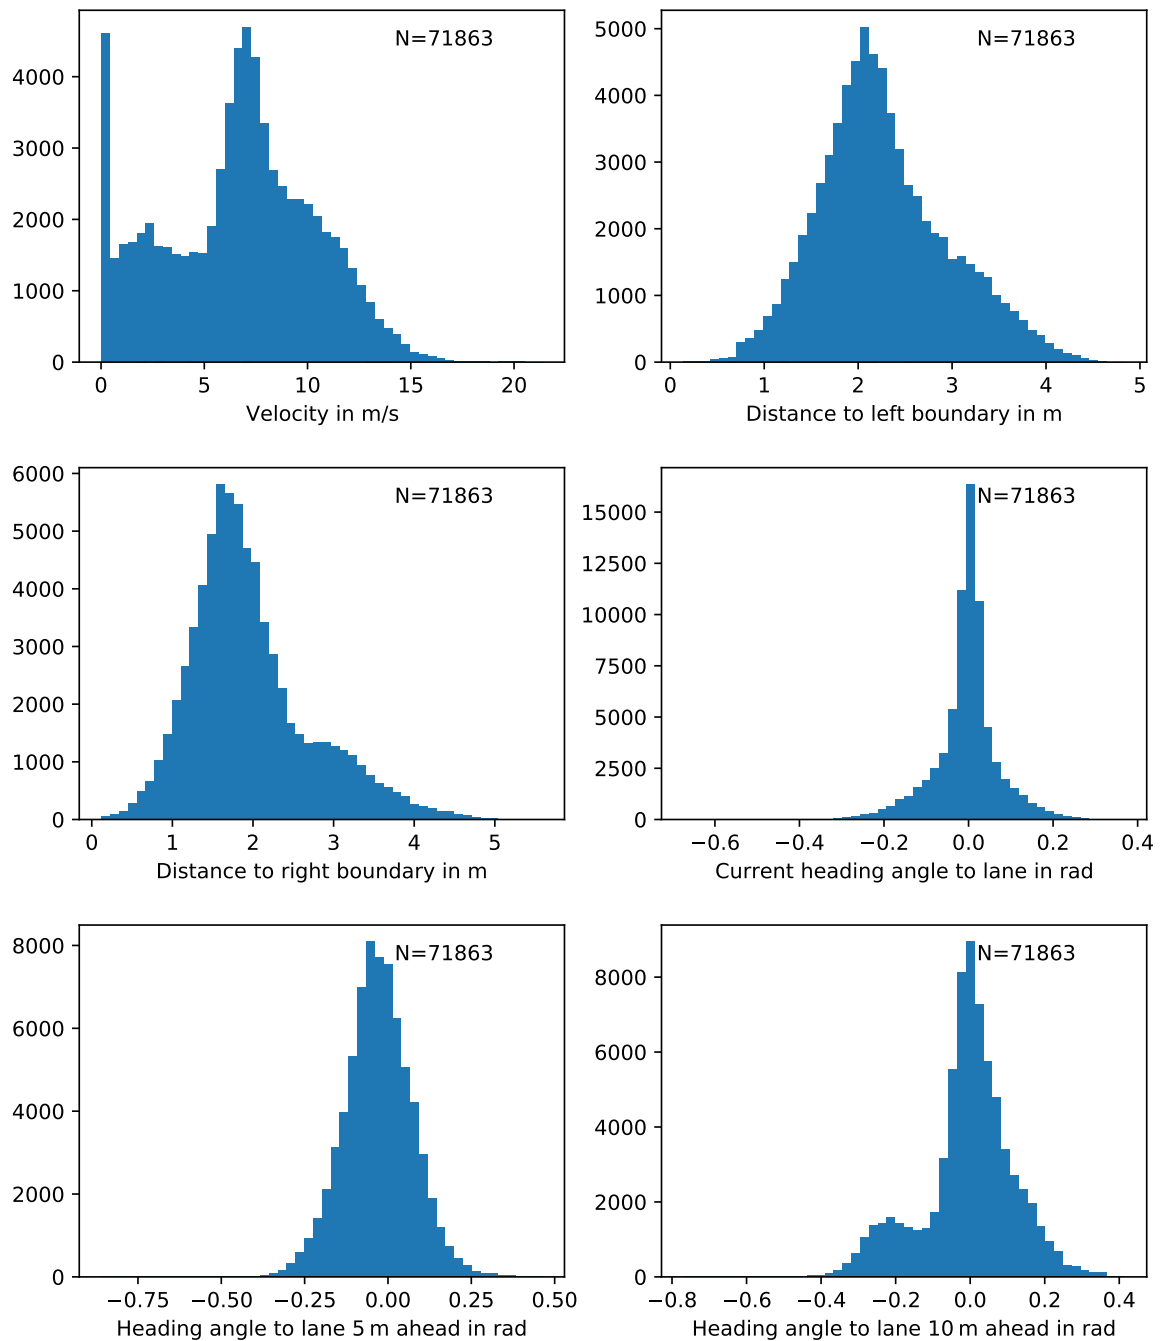 N=71863
4000
3000
2000
1000
0
0 5 10 15 20
Velocity in m/s
N=71863
5000
4000
3000
2000
1000
0
0 1 2 3 4 5
Distance to left boundary in m
N=71863
6000
5000
4000
3000
2000
1000
0
0 1 2 3 4 5
Distance to right boundary in m
N=71863
15000
12500
10000
7500
5000
2500
0
−0.6 −0.4 −0.2 0.0 0.2 0.4
Current heading angle to lane in rad
N=71863
8000
6000
4000
2000
0
−0.75 −0.50 −0.25 0.00 0.25 0.50
Heading angle to lane 5 m ahead in rad
N=71863
8000
6000
4000
2000
0
−0.8 −0.6 −0.4 −0.2 0.0 0.2 0.4
Heading angle to lane 10 m ahead in rad